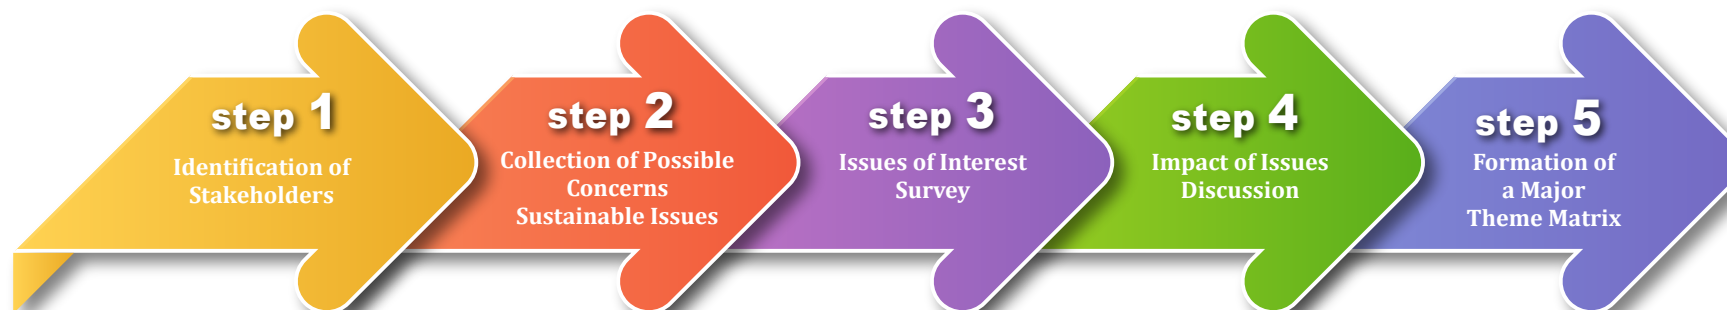 step 1
Identification of
Stakeholders
step 2
Collection of Possible
Concerns
Sustainable Issues
step 3
Issues of Interest
Survey
step 4
Impact of Issues
Discussion
step 5
Formation of
a Major
Theme Matrix